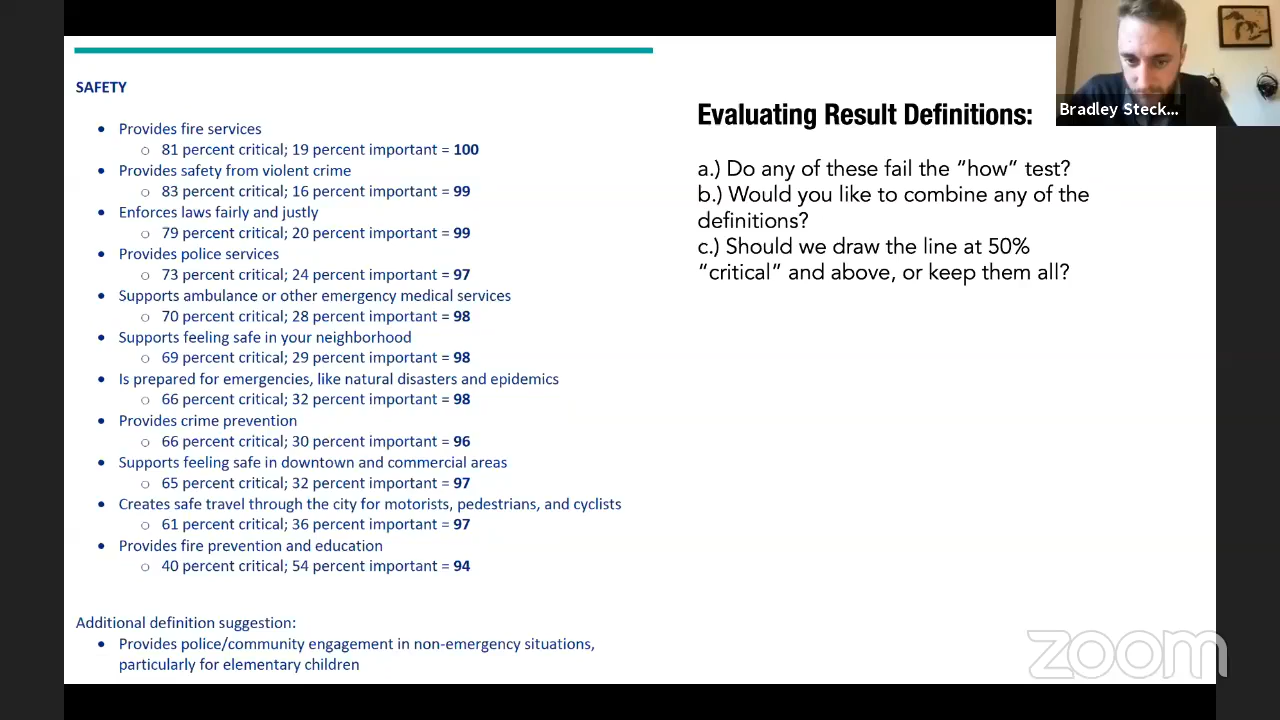 SAFETY
• Provides fire services
○ 81 percent critical; 19 percent important = 100
• Provides safety from violent crime
○ 83 percent critical; 16 percent important = 99
• Enforces laws fairly and justly
○ 79 percent critical; 20 percent important = 99
• Provides police services
○ 73 percent critical; 24 percent important = 97
• Supports ambulance or other emergency medical services
○ 70 percent critical; 28 percent important = 98
• Supports feeling safe in your neighborhood
○ 69 percent critical; 29 percent important = 98
• Is prepared for emergencies, like natural disasters and epidemics
○ 66 percent critical; 32 percent important = 98
• Provides crime prevention
○ 66 percent critical; 30 percent important = 96
• Supports feeling safe in downtown and commercial areas
○ 65 percent critical; 32 percent important = 97
• Creates safe travel through the city for motorists, pedestrians, and cyclists
○ 61 percent critical; 36 percent important = 97
• Provides fire prevention and education
○ 40 percent critical; 54 percent important = 94
Additional definition suggestion:
• Provides police/community engagement in non-emergency situations,
particularly for elementary children
Evaluating Result Definitions:
a.) Do any of these fail the “how” test?
b.) Would you like to combine any of the
definitions?
c.) Should we draw the line at 50%
“critical” and above, or keep them all?
Bradley Steck...
zoom